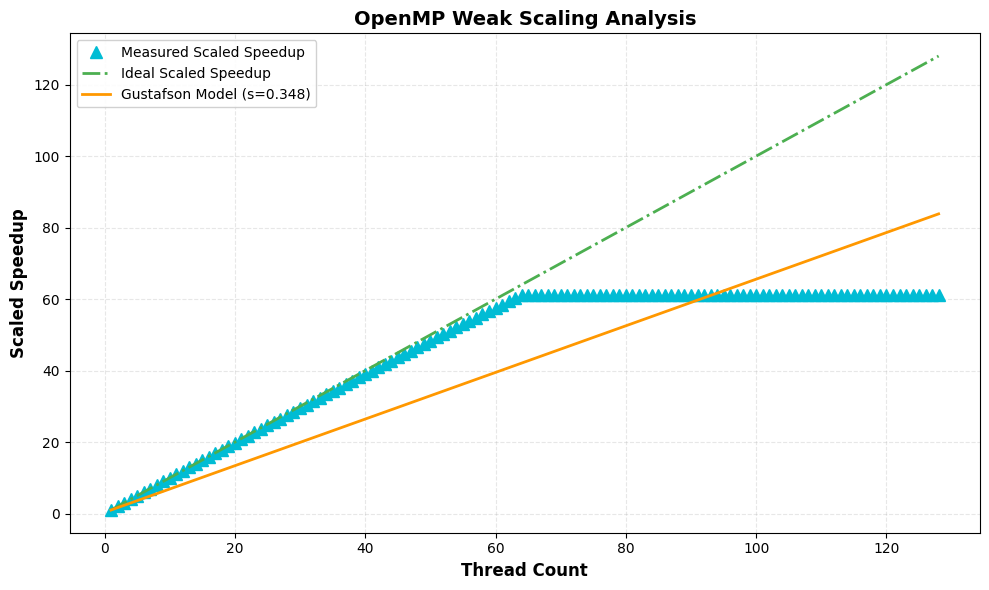 OpenMP Weak Scaling Analysis
Measured Scaled Speedup
Ideal Scaled Speedup
Gustafson Model (s=0.348)
Scaled Speedup
120
100
80
60
40
20
0
0 20 40 60 80 100 120
Thread Count